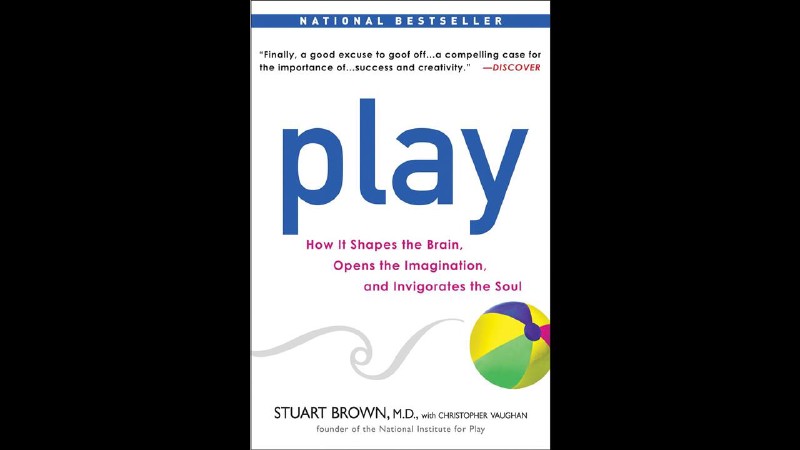 NATIONAL BESTSELLER
"Finally, a good excuse to goof off...a compelling case for
the importance of...success and creativity." —DISCOVER
play
How It Shapes the Brain,
Opens the Imagination,
and Invigorates the Soul
STUART BROWN, M.D., with CHRISTOPHER VAUGHAN
founder of the National Institute for Play